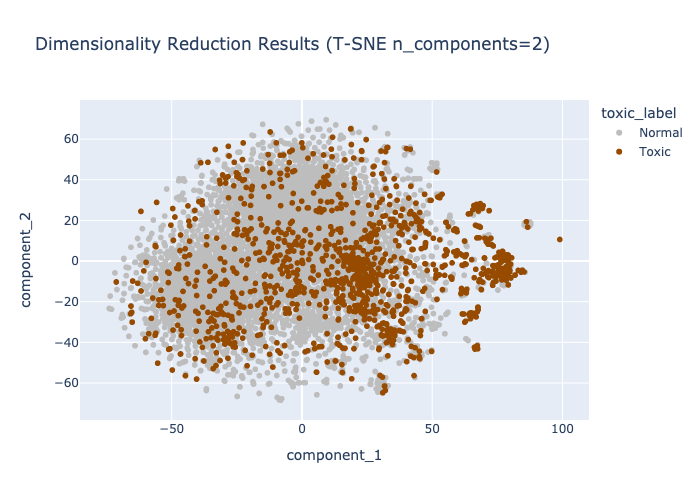 Dimensionality Reduction Results (T-SNE n_components=2)
toxic_label
Normal
Toxic
60
40
20
0
−20
−40
−60
component_2
−50
0
50
100
component_1